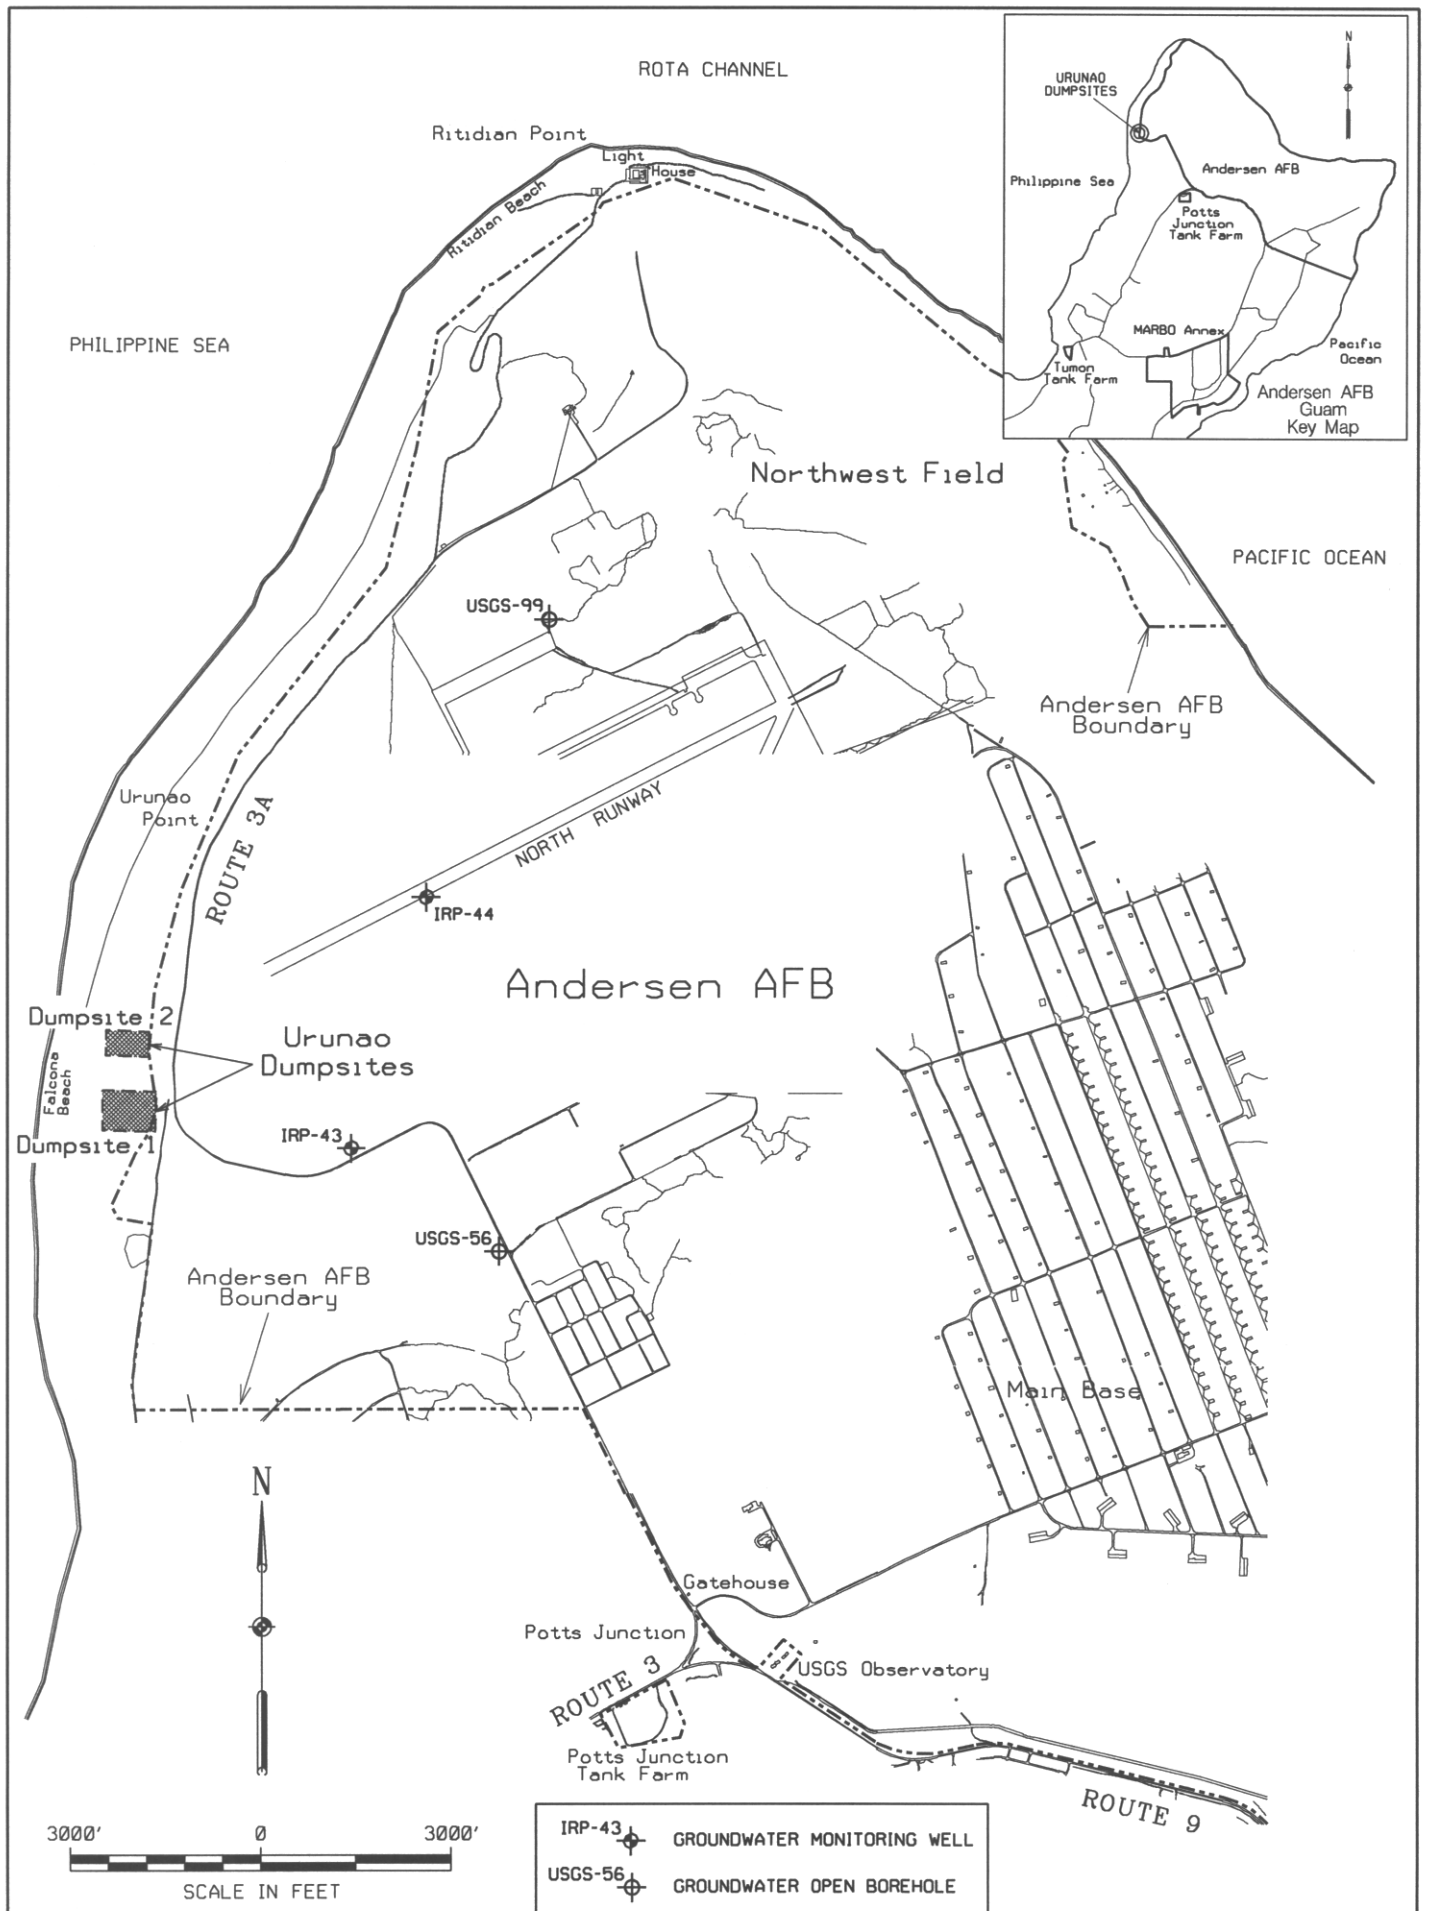 ROTA CHANNEL
Ritidian Point
Light
House
Ritidian Beach
PHILIPPINE SEA
N
URUNAO
DUMPSITES
Andersen AFB
Philippine Sea
Potts
Junction
Tank Farm
MARBO Annex
Pacific
Ocean
Tumon
Tank Farm
Andersen AFB
Guam
Key Map
Northwest Field
PACIFIC OCEAN
USGS-99
Andersen AFB
Boundary
Urunao
Point
ROUTE 3A
NORTH RUNWAY
IRP-44
Andersen AFB
Dumpsite 2
Urunao
Dumpsites
Falcona
Beach
Dumpsite 1
IRP-43
USGS-56
Andersen AFB
Boundary
Main Base
N
Gatehouse
Potts Junction
USGS Observatory
ROUTE 3
Potts Junction
Tank Farm
ROUTE 9
3000' 0 3000'
SCALE IN FEET
IRP-43 GROUNDWATER MONITORING WELL
USGS-56 GROUNDWATER OPEN BOREHOLE